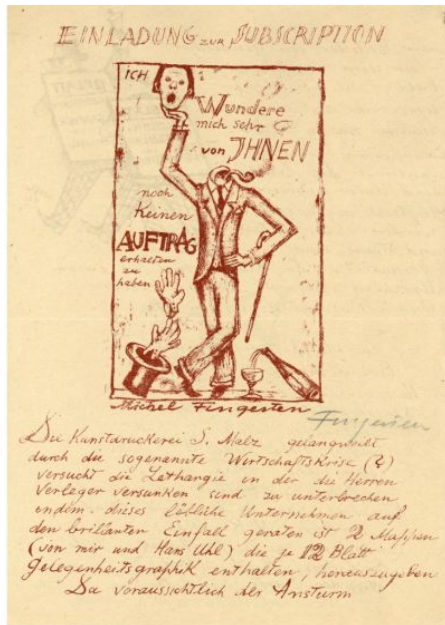 EINLADUNG zur SUBSCRIPTION
ICH
Wundere
mich sehr
von JHNEN
noch
Keinen
AUFTRAG
erhalten
zu
haben
Michel Fingesten
Fingesten
Die Kunstdruckerei S. Malz gelangweilt
durch die sogenannte Wirtschaftskrise (?)
versucht die Lethargie in der die Herren
Verleger versunken sind zu unterbrechen
indem dieses löbliche Unternehmen auf
den brillanten Einfall geraten ist 2 Mappen
(von mir und Hans Uhl) die je 12 Blatt
Gelegenheitsgraphik enthalten, herauszugeben
Da voraussichtlich der Ansturm